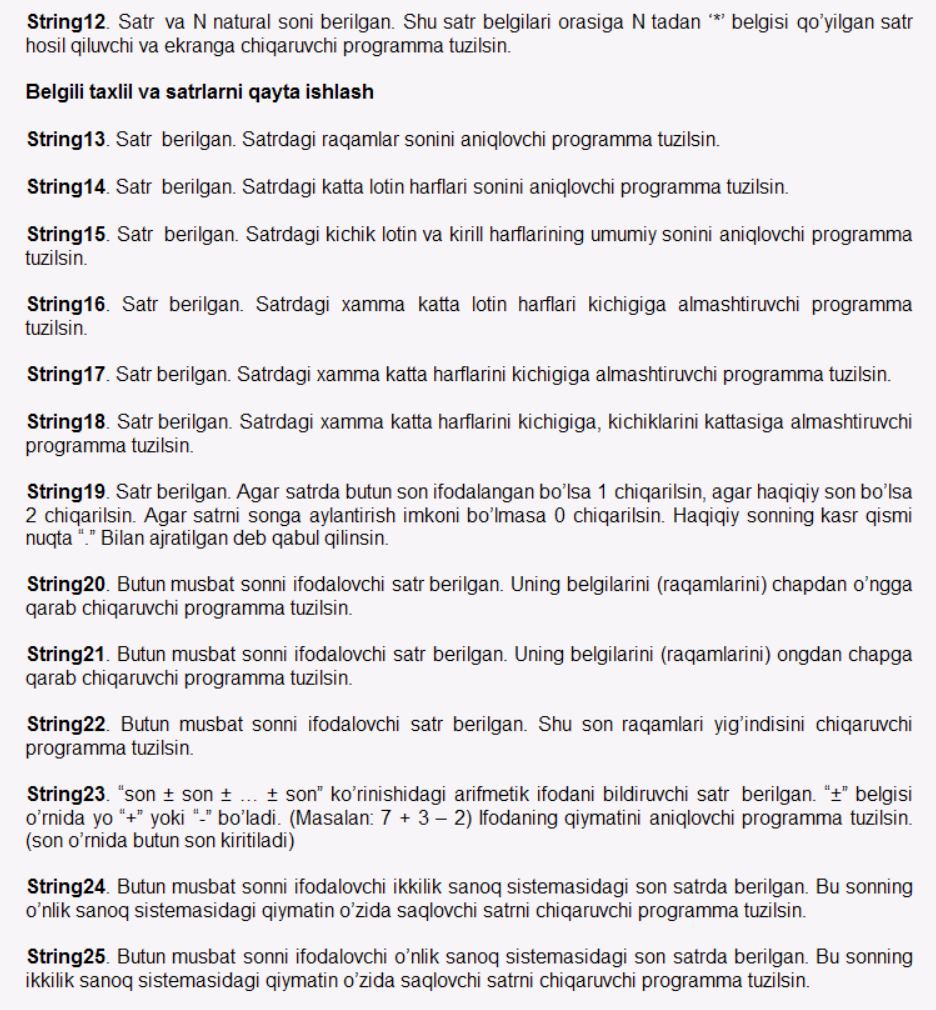 String12. Satr va N natural soni berilgan. Shu satr belgilari orasiga N tadan ‘*’ belgisi qo’yilgan satr
hosil qiluvchi va ekranga chiqaruvchi programma tuzilsin.
Belgili taxlil va satrlarni qayta ishlash
String13. Satr berilgan. Satrdagi raqamlar sonini aniqlovchi programma tuzilsin.
String14. Satr berilgan. Satrdagi katta lotin harflari sonini aniqlovchi programma tuzilsin.
String15. Satr berilgan. Satrdagi kichik lotin va kirill harflarining umumiy sonini aniqlovchi programma
tuzilsin.
String16. Satr berilgan. Satrdagi xamma katta lotin harflari kichigiga almashtiruvchi programma
tuzilsin.
String17. Satr berilgan. Satrdagi xamma katta harflarini kichigiga almashtiruvchi programma tuzilsin.
String18. Satr berilgan. Satrdagi xamma katta harflarini kichigiga, kichiklarini kattasiga almashtiruvchi
programma tuzilsin.
String19. Satr berilgan. Agar satrda butun son ifodalangan bo’lsa 1 chiqarilsin, agar haqiqiy son bo’lsa
2 chiqarilsin. Agar satrni songa aylantirish imkoni bo’lmasa 0 chiqarilsin. Haqiqiy sonning kasr qismi
nuqta “.” Bilan ajratilgan deb qabul qilinsin.
String20. Butun musbat sonni ifodalovchi satr berilgan. Uning belgilarini (raqamlarini) chapdan o’ngga
qarab chiqaruvchi programma tuzilsin.
String21. Butun musbat sonni ifodalovchi satr berilgan. Uning belgilarini (raqamlarini) ongdan chapga
qarab chiqaruvchi programma tuzilsin.
String22. Butun musbat sonni ifodalovchi satr berilgan. Shu son raqamlari yig’indisini chiqaruvchi
programma tuzilsin.
String23. “son ± son ± … ± son” ko’rinishidagi arifmetik ifodani bildiruvchi satr berilgan. “±” belgisi
o’rnida yo “+” yoki “-” bo’ladi. (Masalan: 7 + 3 – 2) Ifodaning qiymatini aniqlovchi programma tuzilsin.
(son o’rnida butun son kiritiladi)
String24. Butun musbat sonni ifodalovchi ikkilik sanoq sistemasidagi son satrda berilgan. Bu sonning
o’nlik sanoq sistemasidagi qiymatin o’zida saqlovchi satrni chiqaruvchi programma tuzilsin.
String25. Butun musbat sonni ifodalovchi o’nlik sanoq sistemasidagi son satrda berilgan. Bu sonning
ikkilik sanoq sistemasidagi qiymatin o’zida saqlovchi satrni chiqaruvchi programma tuzilsin.